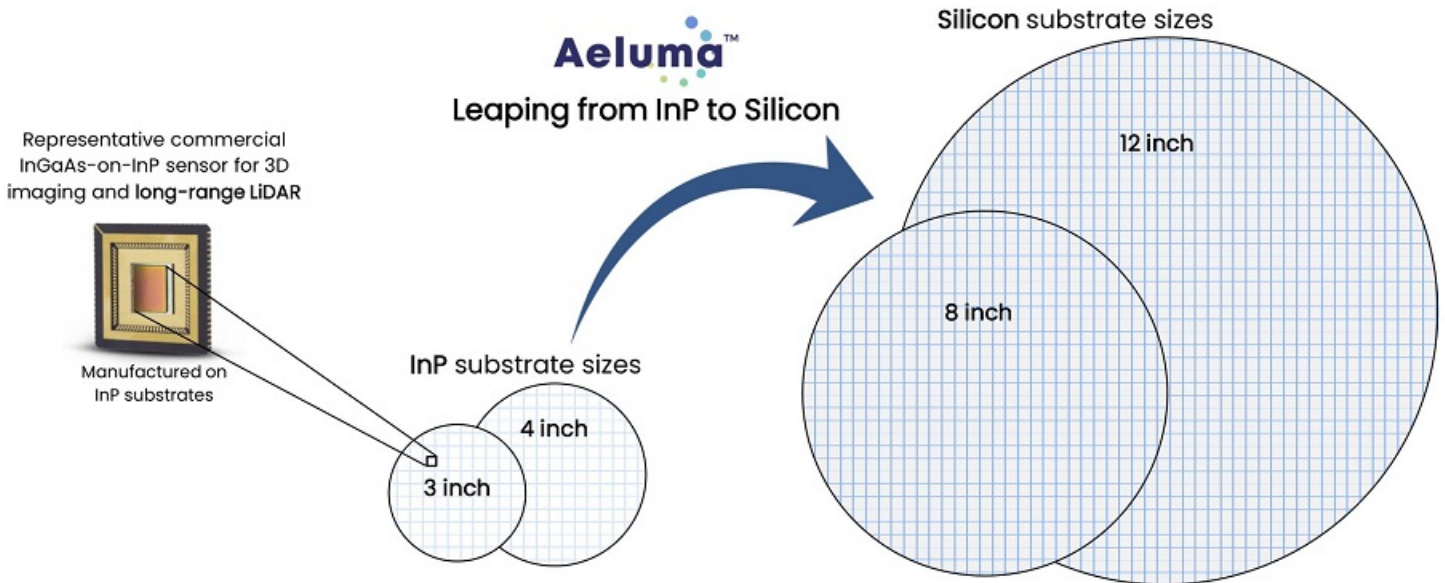 Aeluma™
Leaping from InP to Silicon
Representative commercial
InGaAs-on-InP sensor for 3D
imaging and long-range LiDAR
Manufactured on
InP substrates
InP substrate sizes
3 inch
4 inch
Silicon substrate sizes
8 inch
12 inch